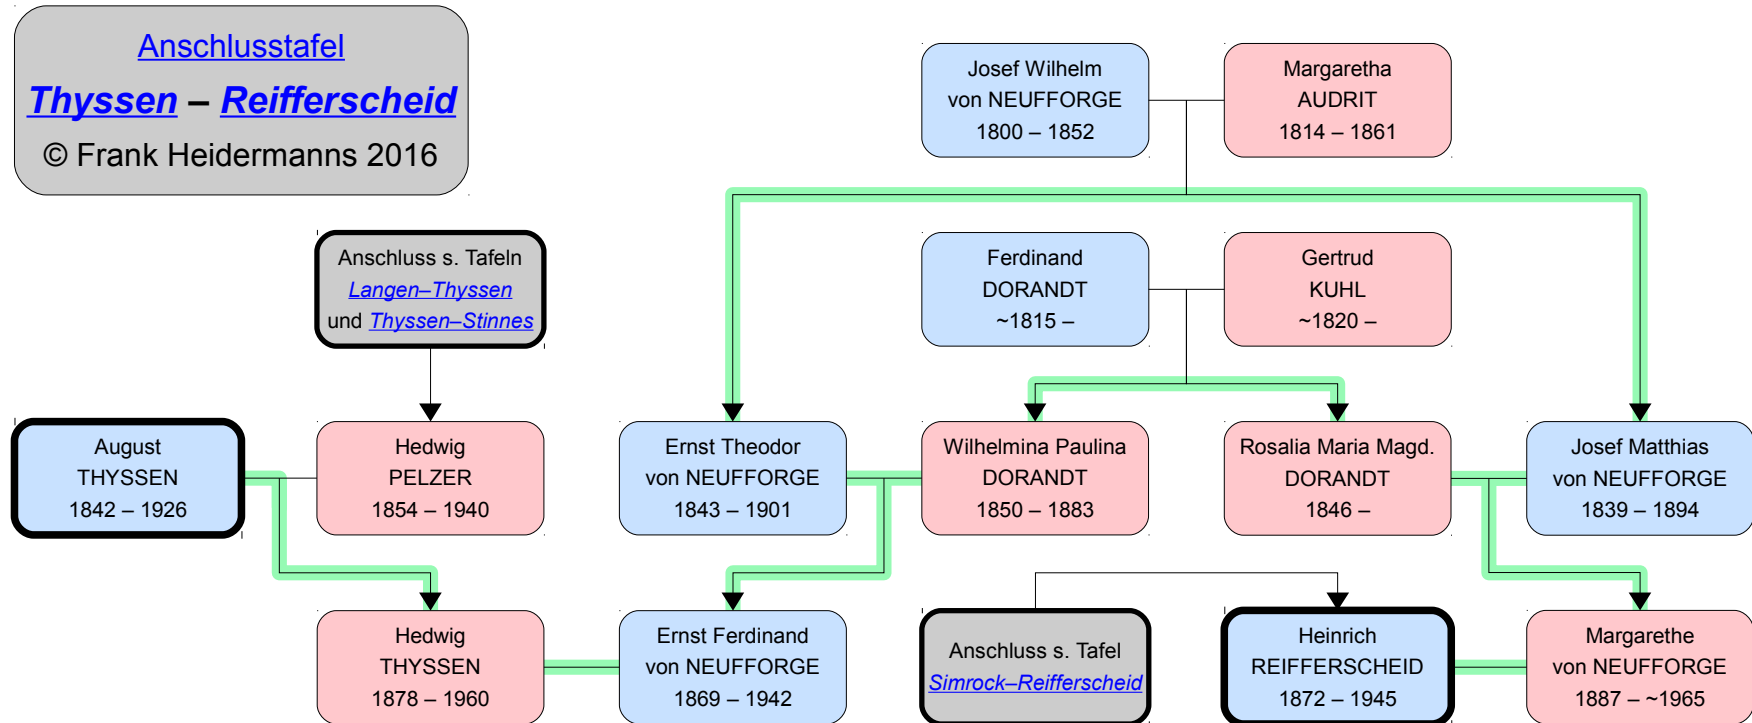 Anschlusstafel
Thyssen – Reifferscheid
© Frank Heidermanns 2016
Josef Wilhelm
von NEUFFORGE
1800 – 1852
Margaretha
AUDRIT
1814 – 1861
Anschluss s. Tafeln
Langen–Thyssen
und Thyssen–Stinnes
Ferdinand
DORANDT
~1815 –
Gertrud
KUHL
~1820 –
August
THYSSEN
1842 – 1926
Hedwig
PELZER
1854 – 1940
Ernst Theodor
von NEUFFORGE
1843 – 1901
Wilhelmina Paulina
DORANDT
1850 – 1883
Rosalia Maria Magd.
DORANDT
1846 –
Josef Matthias
von NEUFFORGE
1839 – 1894
Hedwig
THYSSEN
1878 – 1960
Ernst Ferdinand
von NEUFFORGE
1869 – 1942
Anschluss s. Tafel
Simrock–Reifferscheid
Heinrich
REIFFERSCHEID
1872 – 1945
Margarethe
von NEUFFORGE
1887 – ~1965